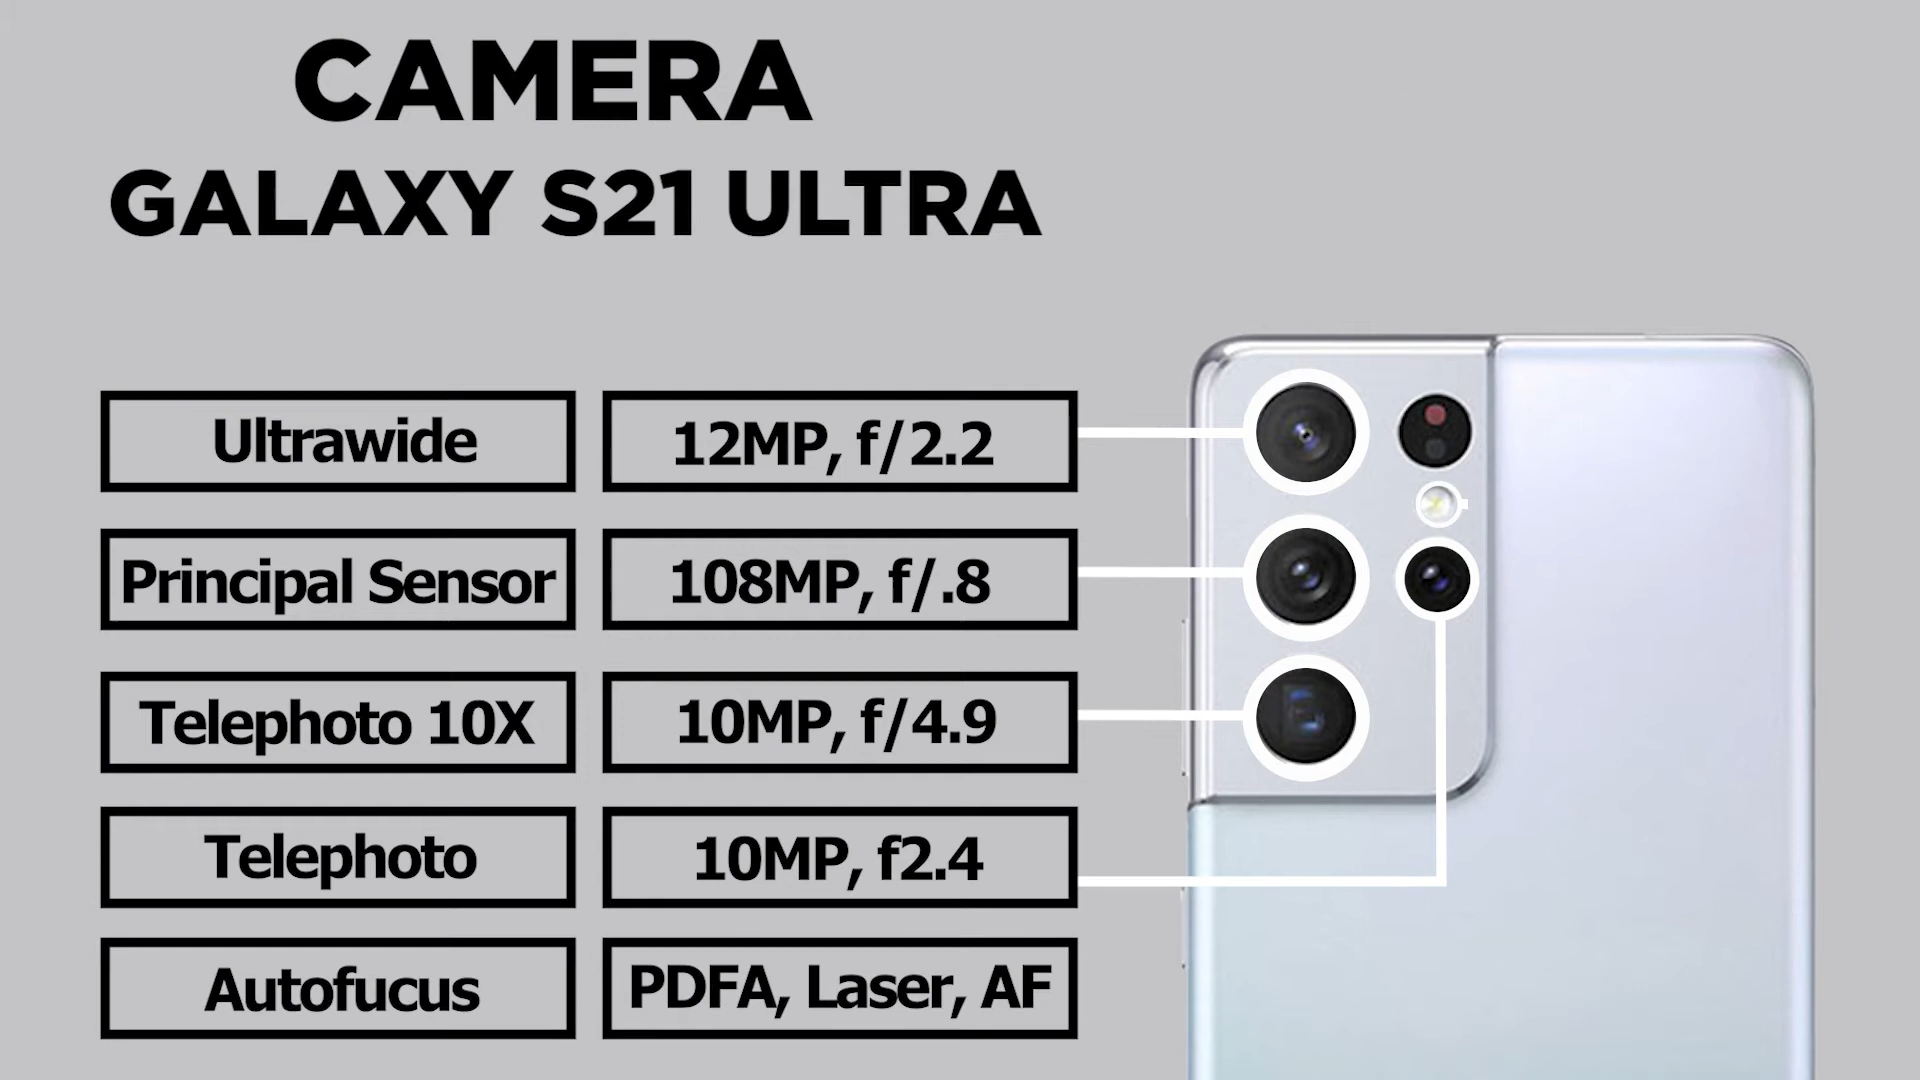 CAMERA
GALAXY S21 ULTRA
Ultrawide
12MP, f/2.2
Principal Sensor
108MP, f/.8
Telephoto 10X
10MP, f/4.9
Telephoto
10MP, f2.4
Autofucus
PDFA, Laser, AF